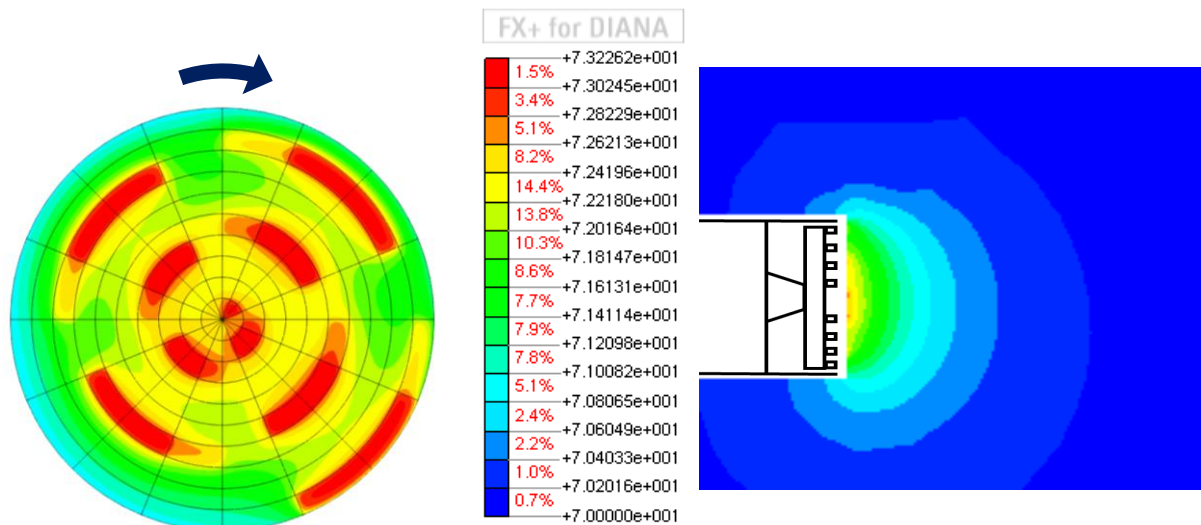 FX+ for DIANA
+7.32262e+001
1.5%
+7.30245e+001
3.4%
+7.28229e+001
5.1%
+7.26213e+001
8.2%
+7.24196e+001
14.4%
+7.22180e+001
13.8%
+7.20164e+001
10.3%
+7.18147e+001
8.6%
+7.16131e+001
7.7%
+7.14114e+001
7.9%
+7.12098e+001
7.8%
+7.10082e+001
5.1%
+7.08065e+001
2.4%
+7.06049e+001
2.2%
+7.04033e+001
1.0%
+7.02016e+001
0.7%
+7.00000e+001